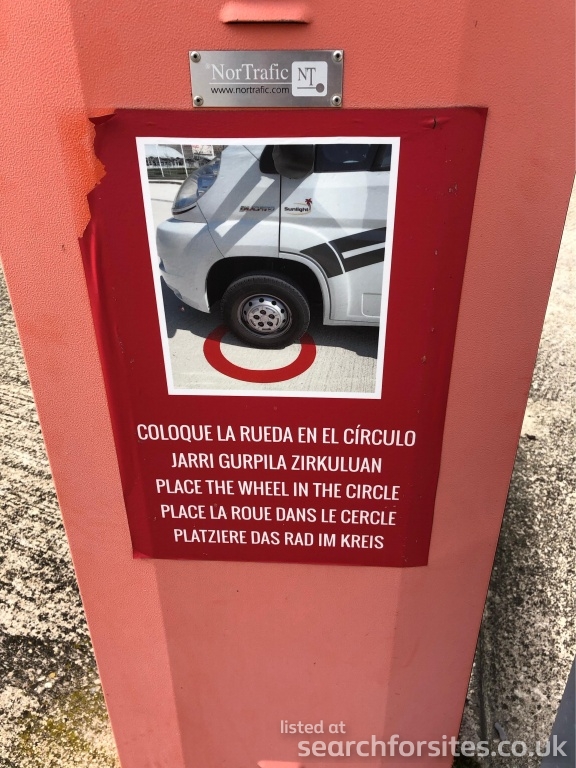 NorTrafic NT
www.nortrafic.com
DUCATO Sunlight
COLOQUE LA RUEDA EN EL CÍRCULO
JARRI GURPILA ZIRKULUAN
PLACE THE WHEEL IN THE CIRCLE
PLACE LA ROUE DANS LE CERCLE
PLATZIERE DAS RAD IM KREIS
listed at
searchforsites.co.uk